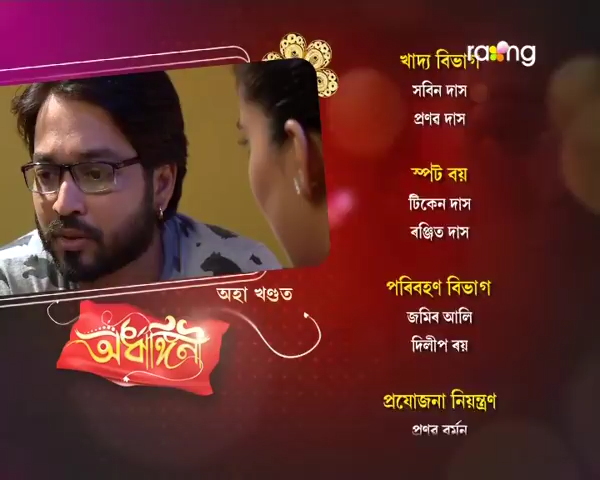 rang
খাদ্য বিভাগ
সবিন দাস
প্ৰণৱ দাস
স্পট বয়
টিকেন দাস
ৰঞ্জিত দাস
পৰিবহণ বিভাগ
জমিৰ আলি
দিলীপ ৰয়
প্ৰযোজনা নিয়ন্ত্ৰণ
প্ৰণৱ বৰ্মন
অহা খণ্ডত
অৰ্ধাঙ্গিনী